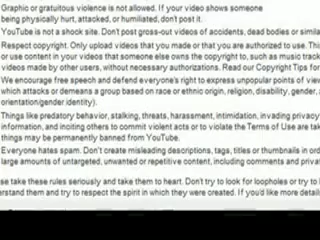 Graphic or gratuitous violence is not allowed. If your video shows someone
being physically hurt, attacked, or humiliated, don't post it.
YouTube is not a shock site. Don't post gross-out videos of accidents, dead bodies or simila
Respect copyright. Only upload videos that you made or that you are authorized to use. This
or use content in your videos that someone else owns the copyright to, such as music track
videos made by other users, without necessary authorizations. Read our Copyright Tips for
We encourage free speech and defend everyone's right to express unpopular points of view
which attacks or demeans a group based on race or ethnic origin, religion, disability, gender,
orientation/gender identity).
Things like predatory behavior, stalking, threats, harassment, intimidation, invading privacy
information, and inciting others to commit violent acts or to violate the Terms of Use are tak
things may be permanently banned from YouTube.
Everyone hates spam. Don't create misleading descriptions, tags, titles or thumbnails in ord
large amounts of untargeted, unwanted or repetitive content, including comments and priva
se take these rules seriously and take them to heart. Don't try to look for loopholes or try to l
erstand them and try to respect the spirit in which they were created. If you'd like more detail